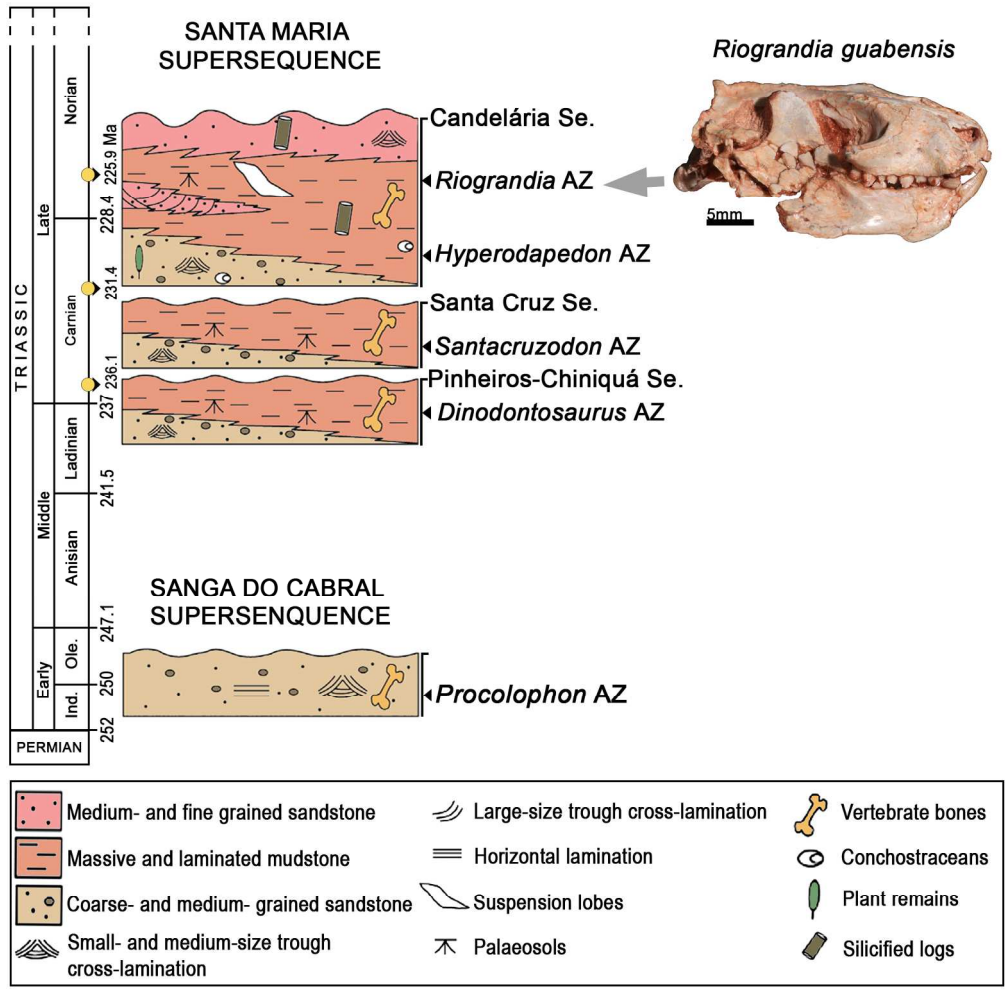 SANTA MARIA
SUPERSEQUENCE
Riograndia guabensis
5mm
TRIASSIC
Late
Middle
Early
Norian
Carnian
Ladinian
Anisian
Ole.
Ind.
PERMIAN
225.9 Ma
228.4
231.4
236.1
237
241.5
247.1
250
252
Candelária Se.
Riograndia AZ
Hyperodapedon AZ
Santa Cruz Se.
Santacruzodon AZ
Pinheiros-Chiniquá Se.
Dinodontosaurus AZ
SANGA DO CABRAL
SUPERSENQUENCE
Procolophon AZ
Medium- and fine grained sandstone
Massive and laminated mudstone
Coarse- and medium- grained sandstone
Small- and medium-size trough
cross-lamination
Large-size trough cross-lamination
Horizontal lamination
Suspension lobes
Palaeosols
Vertebrate bones
Conchostraceans
Plant remains
Silicified logs